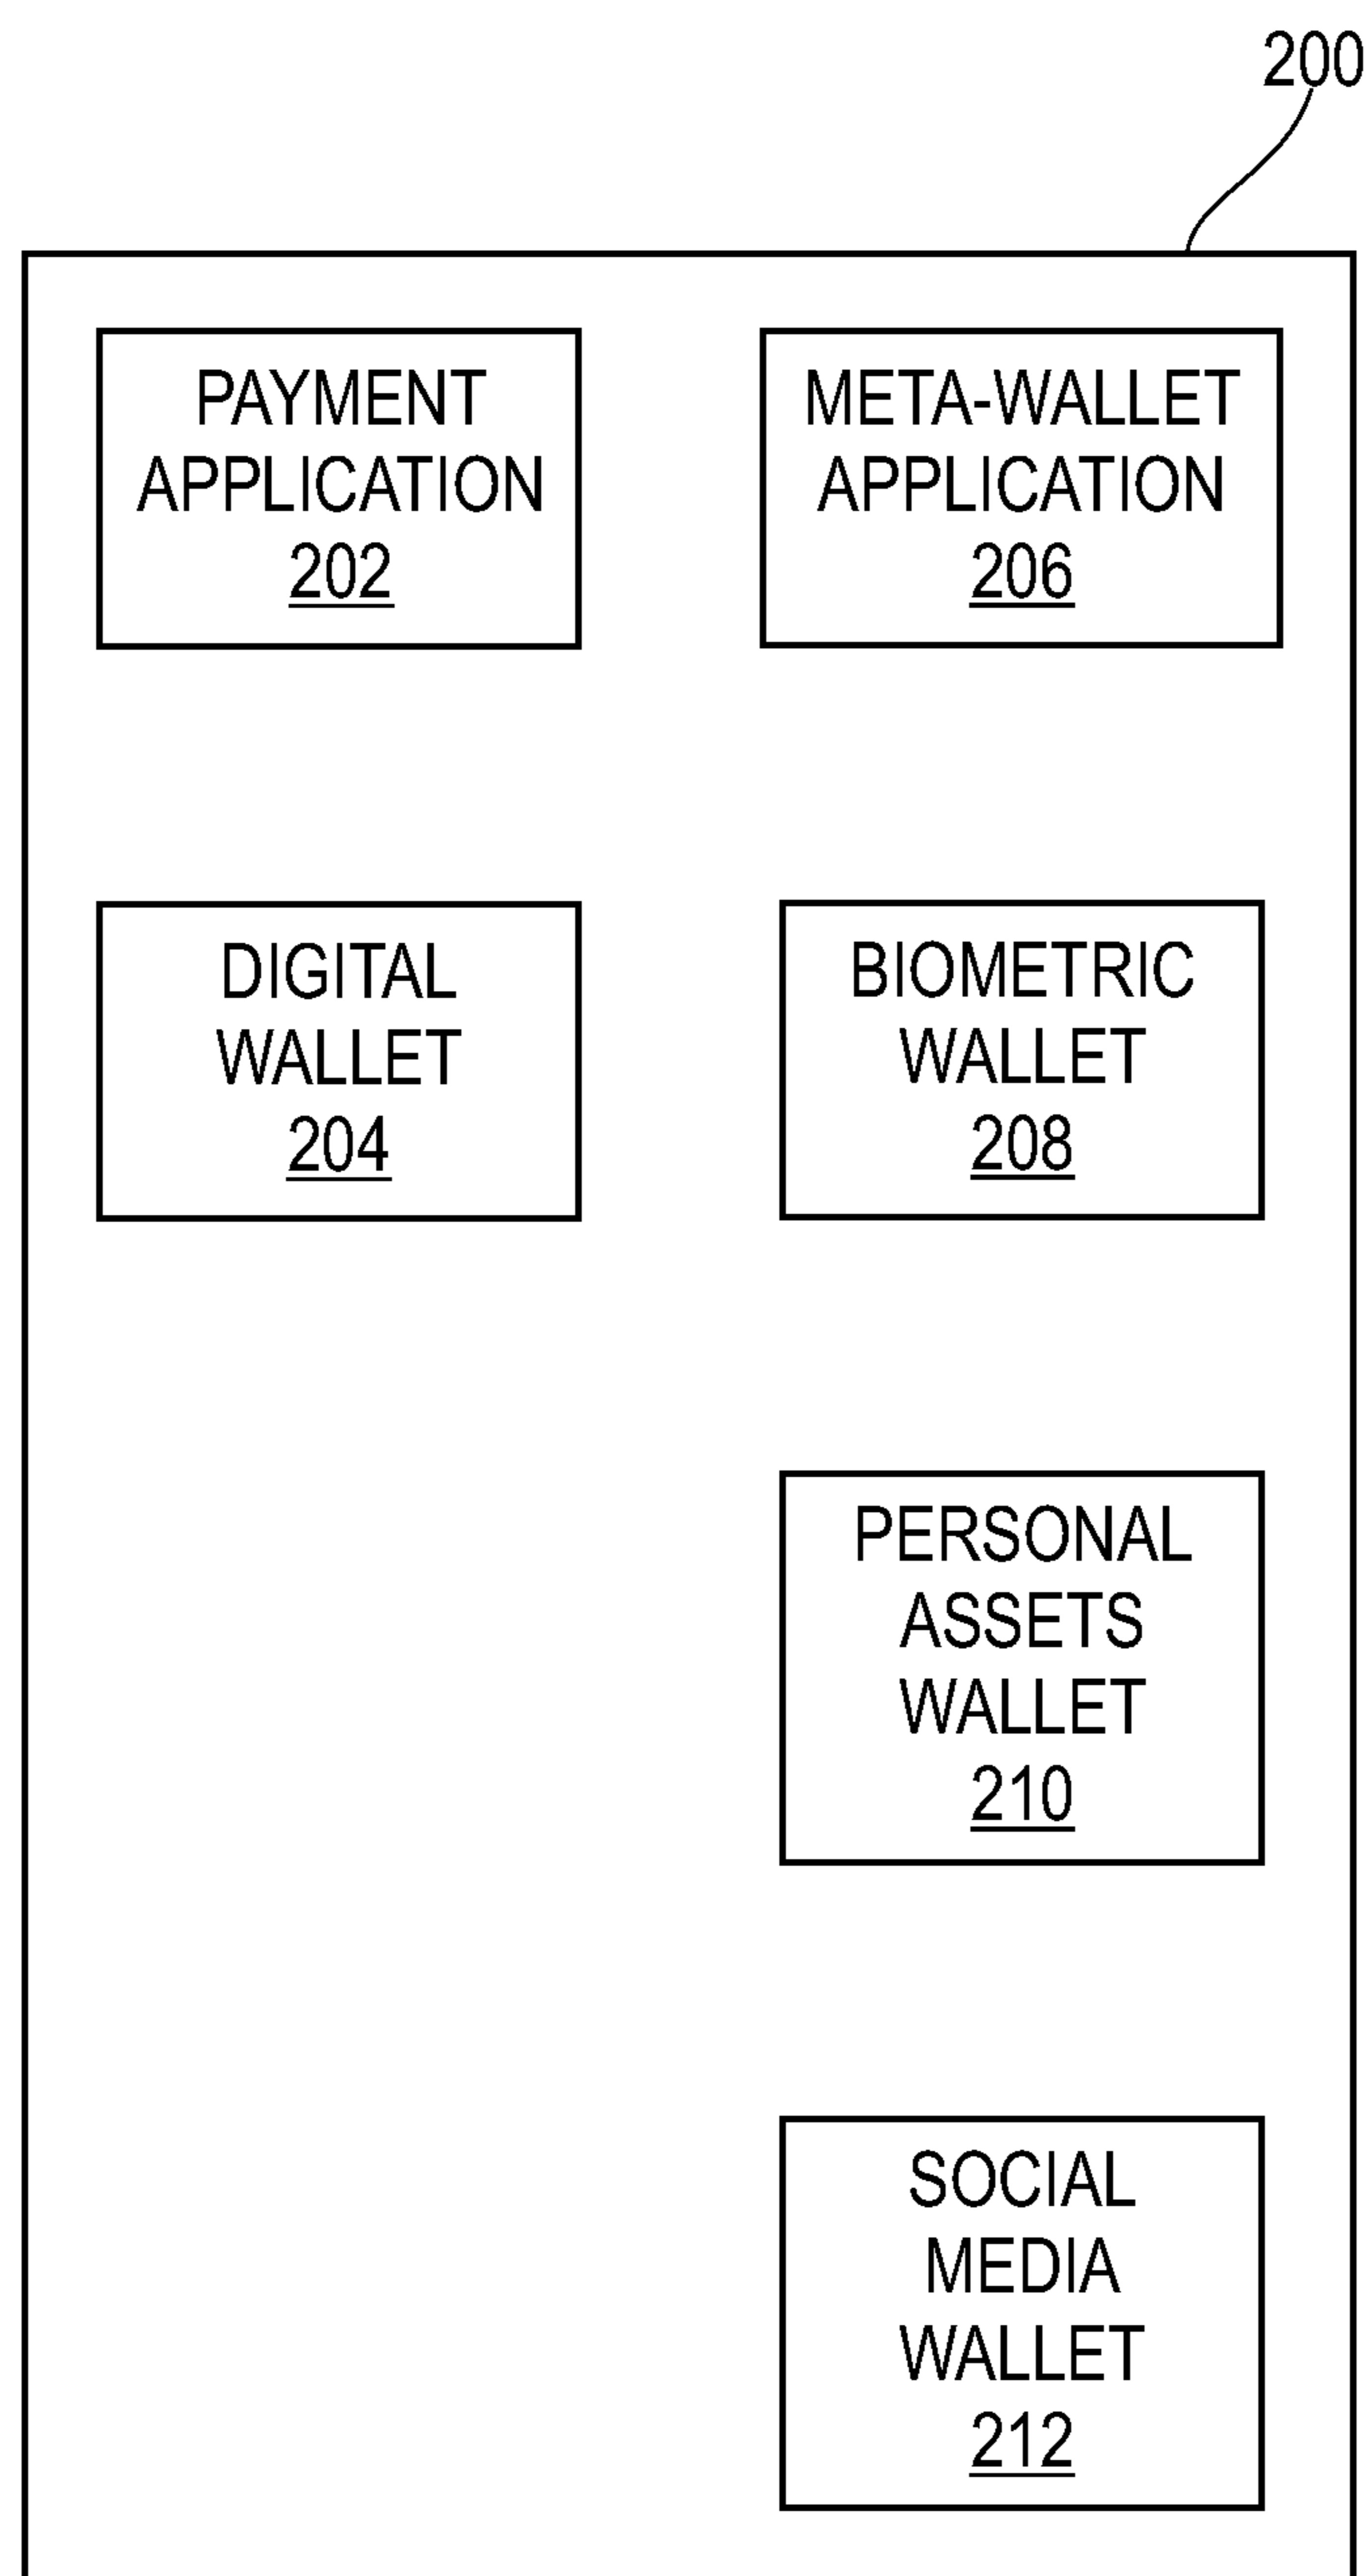 200
PAYMENT
APPLICATION
202
META-WALLET
APPLICATION
206
DIGITAL
WALLET
204
BIOMETRIC
WALLET
208
PERSONAL
ASSETS
WALLET
210
SOCIAL
MEDIA
WALLET
212